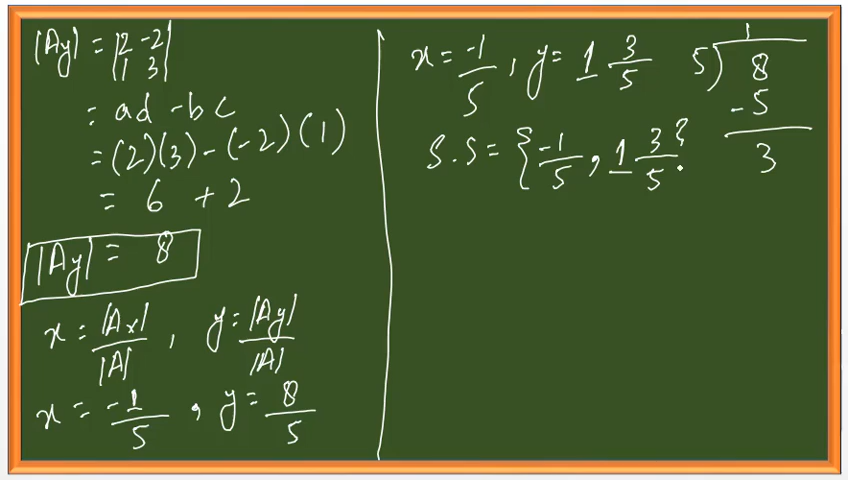 |Ay| = |2 -2|
|1 3|
= ad - bc
= (2)(3) - (-2)(1)
= 6 + 2
|Ay| = 8
x = |Ax|/|A| , y = |Ay|/|A|
x = -1/5 , y = 8/5
x = -1/5 , y = 1 3/5
S.S = { -1/5 , 1 3/5 }
1
5) 8
-5
3